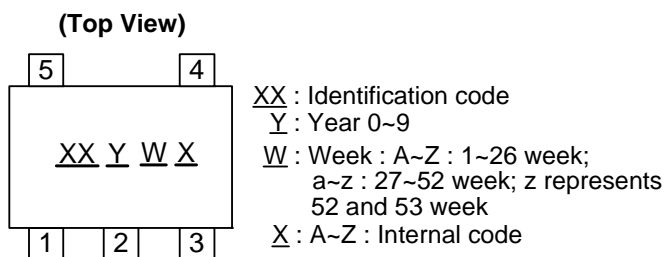 (Top View)
5 4
XX Y W X
1 2 3
XX : Identification code
Y : Year 0~9
W : Week : A~Z : 1~26 week;
a~z : 27~52 week; z represents
52 and 53 week
X : A~Z : Internal code